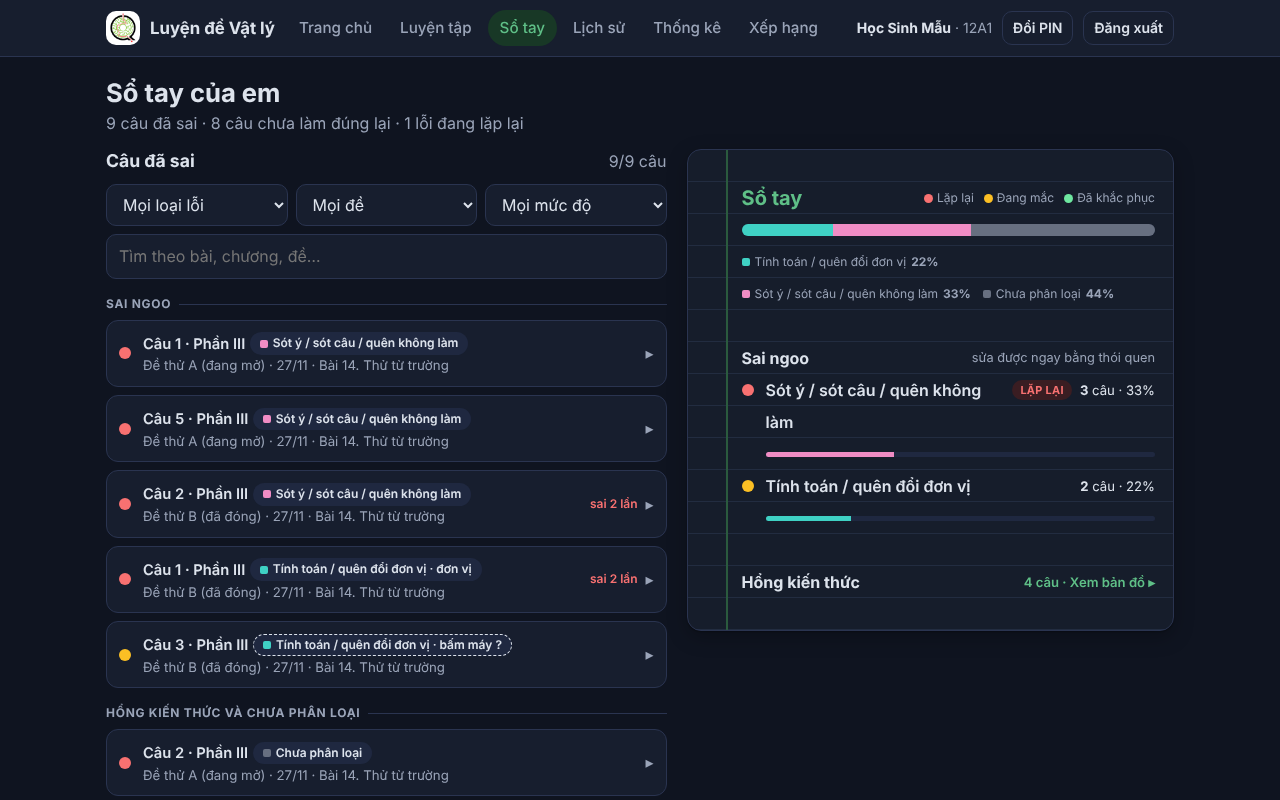 Luyện đề Vật lý
Trang chủ
Luyện tập
Sổ tay
Lịch sử
Thống kê
Xếp hạng
Học Sinh Mẫu · 12A1
Đổi PIN
Đăng xuất
Sổ tay của em
9 câu đã sai · 8 câu chưa làm đúng lại · 1 lỗi đang lặp lại
Câu đã sai
9/9 câu
Mọi loại lỗi
Mọi đề
Mọi mức độ
Tìm theo bài, chương, đề...
SAI NGOO
Câu 1 · Phần III
Sót ý / sót câu / quên không làm
Đề thử A (đang mở) · 27/11 · Bài 14. Thử từ trường
Câu 5 · Phần III
Sót ý / sót câu / quên không làm
Đề thử A (đang mở) · 27/11 · Bài 14. Thử từ trường
Câu 2 · Phần III
Sót ý / sót câu / quên không làm
Đề thử B (đã đóng) · 27/11 · Bài 14. Thử từ trường
sai 2 lần
Câu 1 · Phần III
Tính toán / quên đổi đơn vị · đơn vị
Đề thử B (đã đóng) · 27/11 · Bài 14. Thử từ trường
sai 2 lần
Câu 3 · Phần III
Tính toán / quên đổi đơn vị · bấm máy ?
Đề thử B (đã đóng) · 27/11 · Bài 14. Thử từ trường
HỔNG KIẾN THỨC VÀ CHƯA PHÂN LOẠI
Câu 2 · Phần III
Chưa phân loại
Đề thử A (đang mở) · 27/11 · Bài 14. Thử từ trường
Sổ tay
Lặp lại
Đang mắc
Đã khắc phục
Tính toán / quên đổi đơn vị 22%
Sót ý / sót câu / quên không làm 33%
Chưa phân loại 44%
Sai ngoo
sửa được ngay bằng thói quen
Sót ý / sót câu / quên không
làm
LẶP LẠI
3 câu · 33%
Tính toán / quên đổi đơn vị
2 câu · 22%
Hổng kiến thức
4 câu · Xem bản đồ ▸